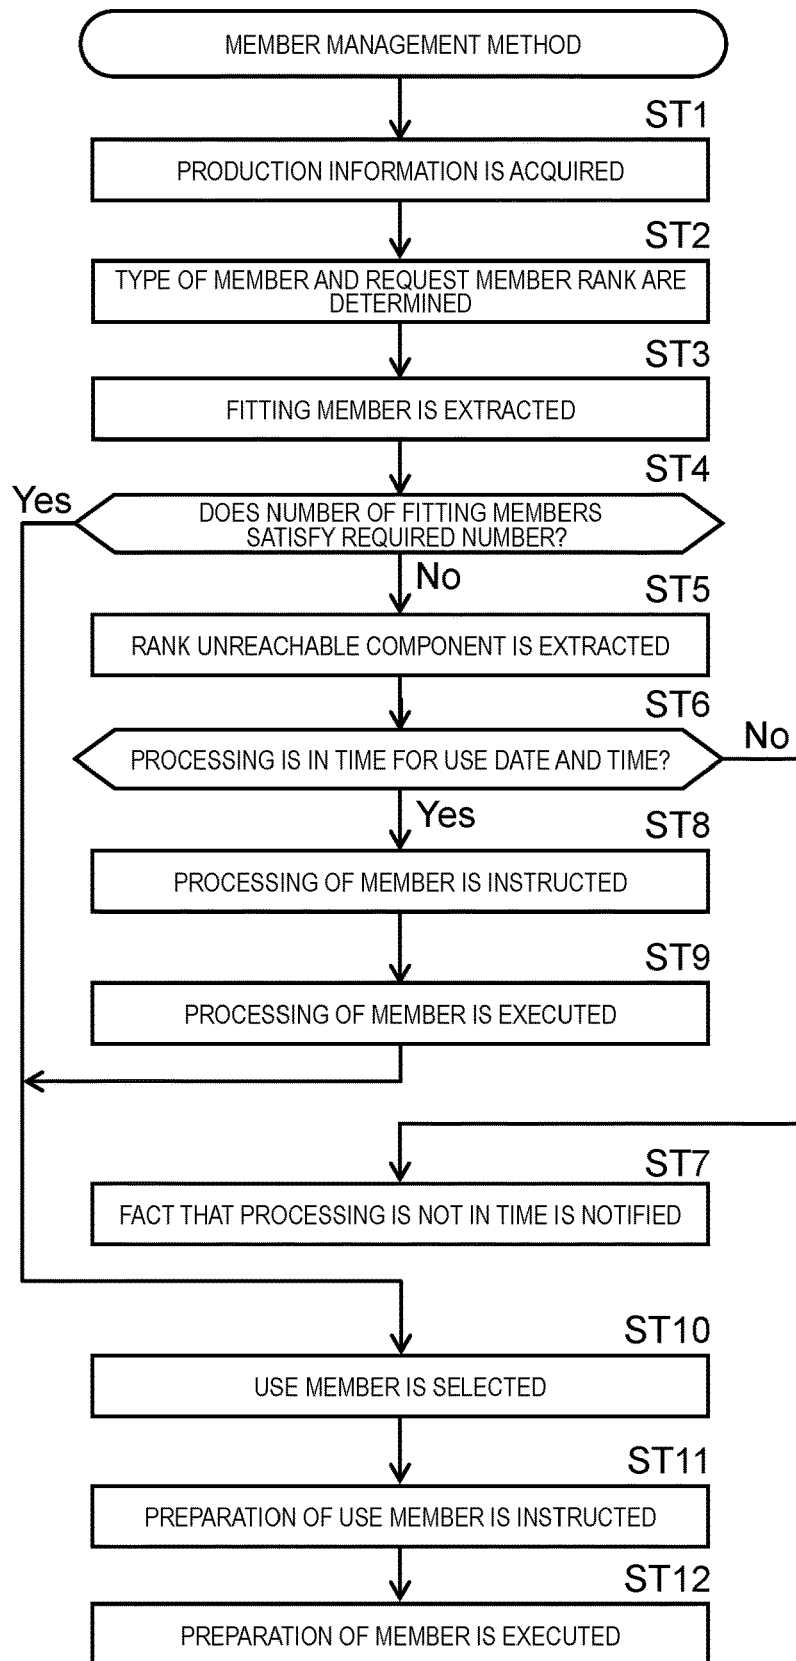 MEMBER MANAGEMENT METHOD
ST1
PRODUCTION INFORMATION IS ACQUIRED
ST2
TYPE OF MEMBER AND REQUEST MEMBER RANK ARE
DETERMINED
ST3
FITTING MEMBER IS EXTRACTED
ST4
Yes
DOES NUMBER OF FITTING MEMBERS
SATISFY REQUIRED NUMBER?
No
ST5
RANK UNREACHABLE COMPONENT IS EXTRACTED
ST6
No
PROCESSING IS IN TIME FOR USE DATE AND TIME?
Yes
ST8
PROCESSING OF MEMBER IS INSTRUCTED
ST9
PROCESSING OF MEMBER IS EXECUTED
ST7
FACT THAT PROCESSING IS NOT IN TIME IS NOTIFIED
ST10
USE MEMBER IS SELECTED
ST11
PREPARATION OF USE MEMBER IS INSTRUCTED
ST12
PREPARATION OF MEMBER IS EXECUTED